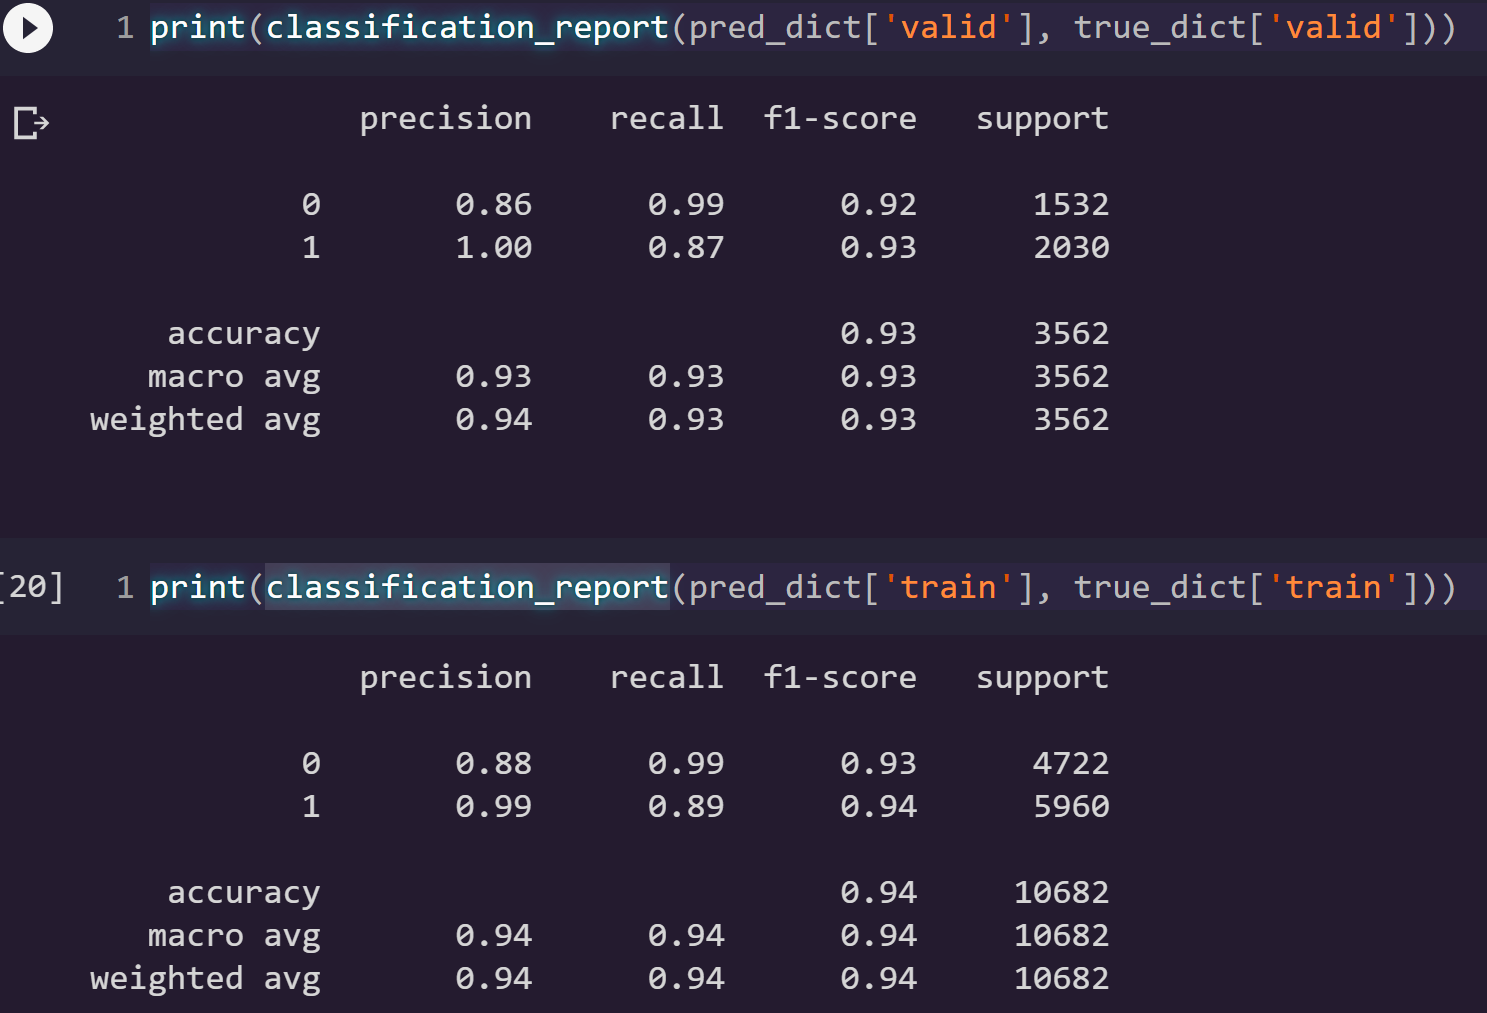 1 print(classification_report(pred_dict['valid'], true_dict['valid']))
precision recall f1-score support
0 0.86 0.99 0.92 1532
1 1.00 0.87 0.93 2030
accuracy 0.93 3562
macro avg 0.93 0.93 0.93 3562
weighted avg 0.94 0.93 0.93 3562
[20] 1 print(classification_report(pred_dict['train'], true_dict['train']))
precision recall f1-score support
0 0.88 0.99 0.93 4722
1 0.99 0.89 0.94 5960
accuracy 0.94 10682
macro avg 0.94 0.94 0.94 10682
weighted avg 0.94 0.94 0.94 10682